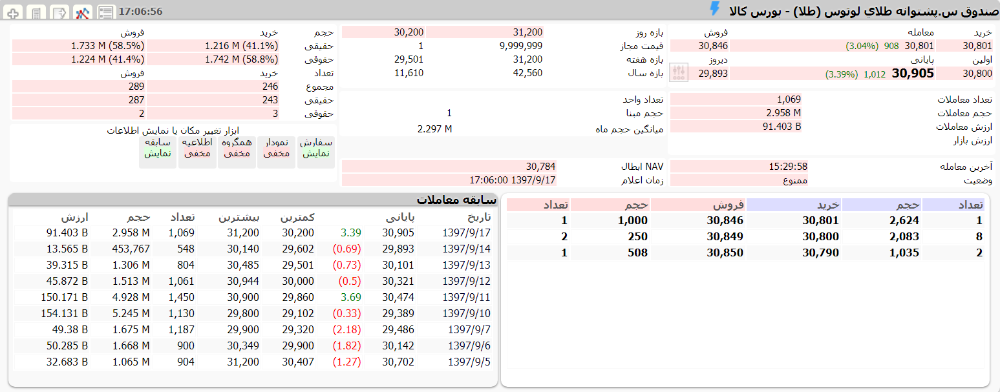 صندوق س.پشتوانه طلاي لوتوس (طلا) - بورس کالا 17:06:56
خرید معامله فروش
30,801 30,801 908 (3.04%) 30,846
اولین پایانی دیروز
30,800 30,905 1,012 (3.39%) 29,893
تعداد معاملات 1,069
حجم معاملات 2.958 M
ارزش معاملات 91.403 B
ارزش بازار
آخرین معامله 15:29:58
وضعیت ممنوع
بازه روز 31,200 30,200
قیمت مجاز 9,999,999 1
بازه هفته 31,200 29,501
بازه سال 42,560 11,610
تعداد واحد
حجم مبنا 1
میانگین حجم ماه 2.297 M
NAV ابطال 30,784
زمان اعلام 1397/9/17 17:06:00
حجم خرید فروش
حقیقی 1.216 M (41.1%) 1.733 M (58.5%)
حقوقی 1.742 M (58.8%) 1.224 M (41.4%)
تعداد خرید فروش
مجموع 246 289
حقیقی 243 287
حقوقی 3 2
ابزار تغییر مکان یا نمایش اطلاعات
سفارش نمودار همگروه اطلاعیه سابقه
نمایش مخفی مخفی مخفی نمایش
تعداد حجم خرید فروش حجم تعداد
1 2,624 30,801 30,846 1,000 1
8 2,083 30,800 30,849 250 2
2 1,035 30,790 30,850 508 1
سابقه معاملات
تاریخ پایانی کمترین بیشترین تعداد حجم ارزش
1397/9/17 30,905 3.39 30,200 31,200 1,069 2.958 M 91.403 B
1397/9/14 29,893 (0.69) 29,602 30,140 548 453,767 13.565 B
1397/9/13 30,101 (0.73) 29,501 30,485 804 1.306 M 39.315 B
1397/9/12 30,321 (0.5) 30,000 30,944 1,061 1.513 M 45.872 B
1397/9/11 30,474 3.69 29,860 30,900 1,450 4.928 M 150.171 B
1397/9/10 29,389 (0.33) 29,102 29,800 1,130 5.245 M 154.131 B
1397/9/7 29,486 (2.18) 29,320 29,900 1,187 1.675 M 49.38 B
1397/9/6 30,142 (1.82) 29,900 30,349 900 1.668 M 50.285 B
1397/9/5 30,702 (1.27) 30,407 31,200 904 1.065 M 32.683 B